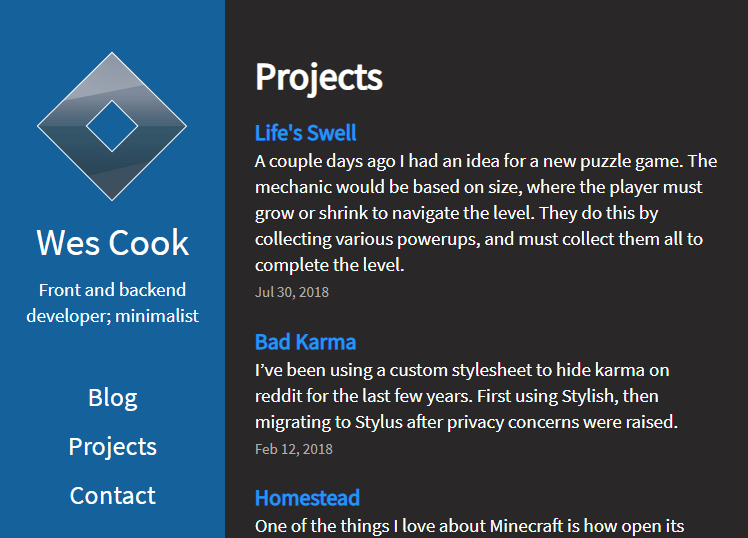 Wes Cook
Front and backend
developer; minimalist
Blog
Projects
Contact
Projects
Life's Swell
A couple days ago I had an idea for a new puzzle game. The
mechanic would be based on size, where the player must
grow or shrink to navigate the level. They do this by
collecting various powerups, and must collect them all to
complete the level.
Jul 30, 2018
Bad Karma
I’ve been using a custom stylesheet to hide karma on
reddit for the last few years. First using Stylish, then
migrating to Stylus after privacy concerns were raised.
Feb 12, 2018
Homestead
One of the things I love about Minecraft is how open its